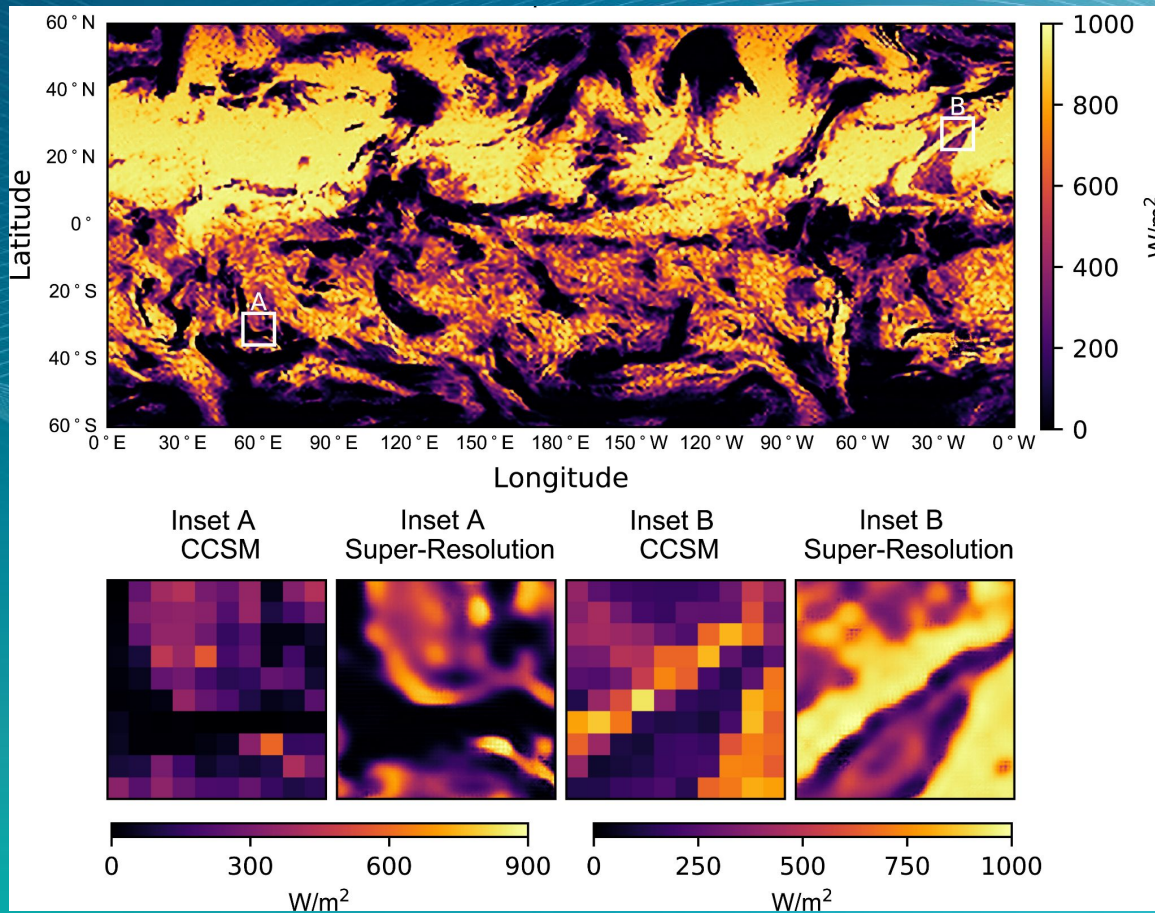 60°N
40°N
20°N
0°
20°S
40°S
60°S
Latitude
A
B
0°E 30°E 60°E 90°E 120°E 150°E 180°E 150°W 120°W 90°W 60°W 30°W 0°W
Longitude
1000
800
600
400
200
0
W/m²
Inset A
CCSM
Inset A
Super-Resolution
Inset B
CCSM
Inset B
Super-Resolution
0 300 600 900
W/m²
0 250 500 750 1000
W/m²